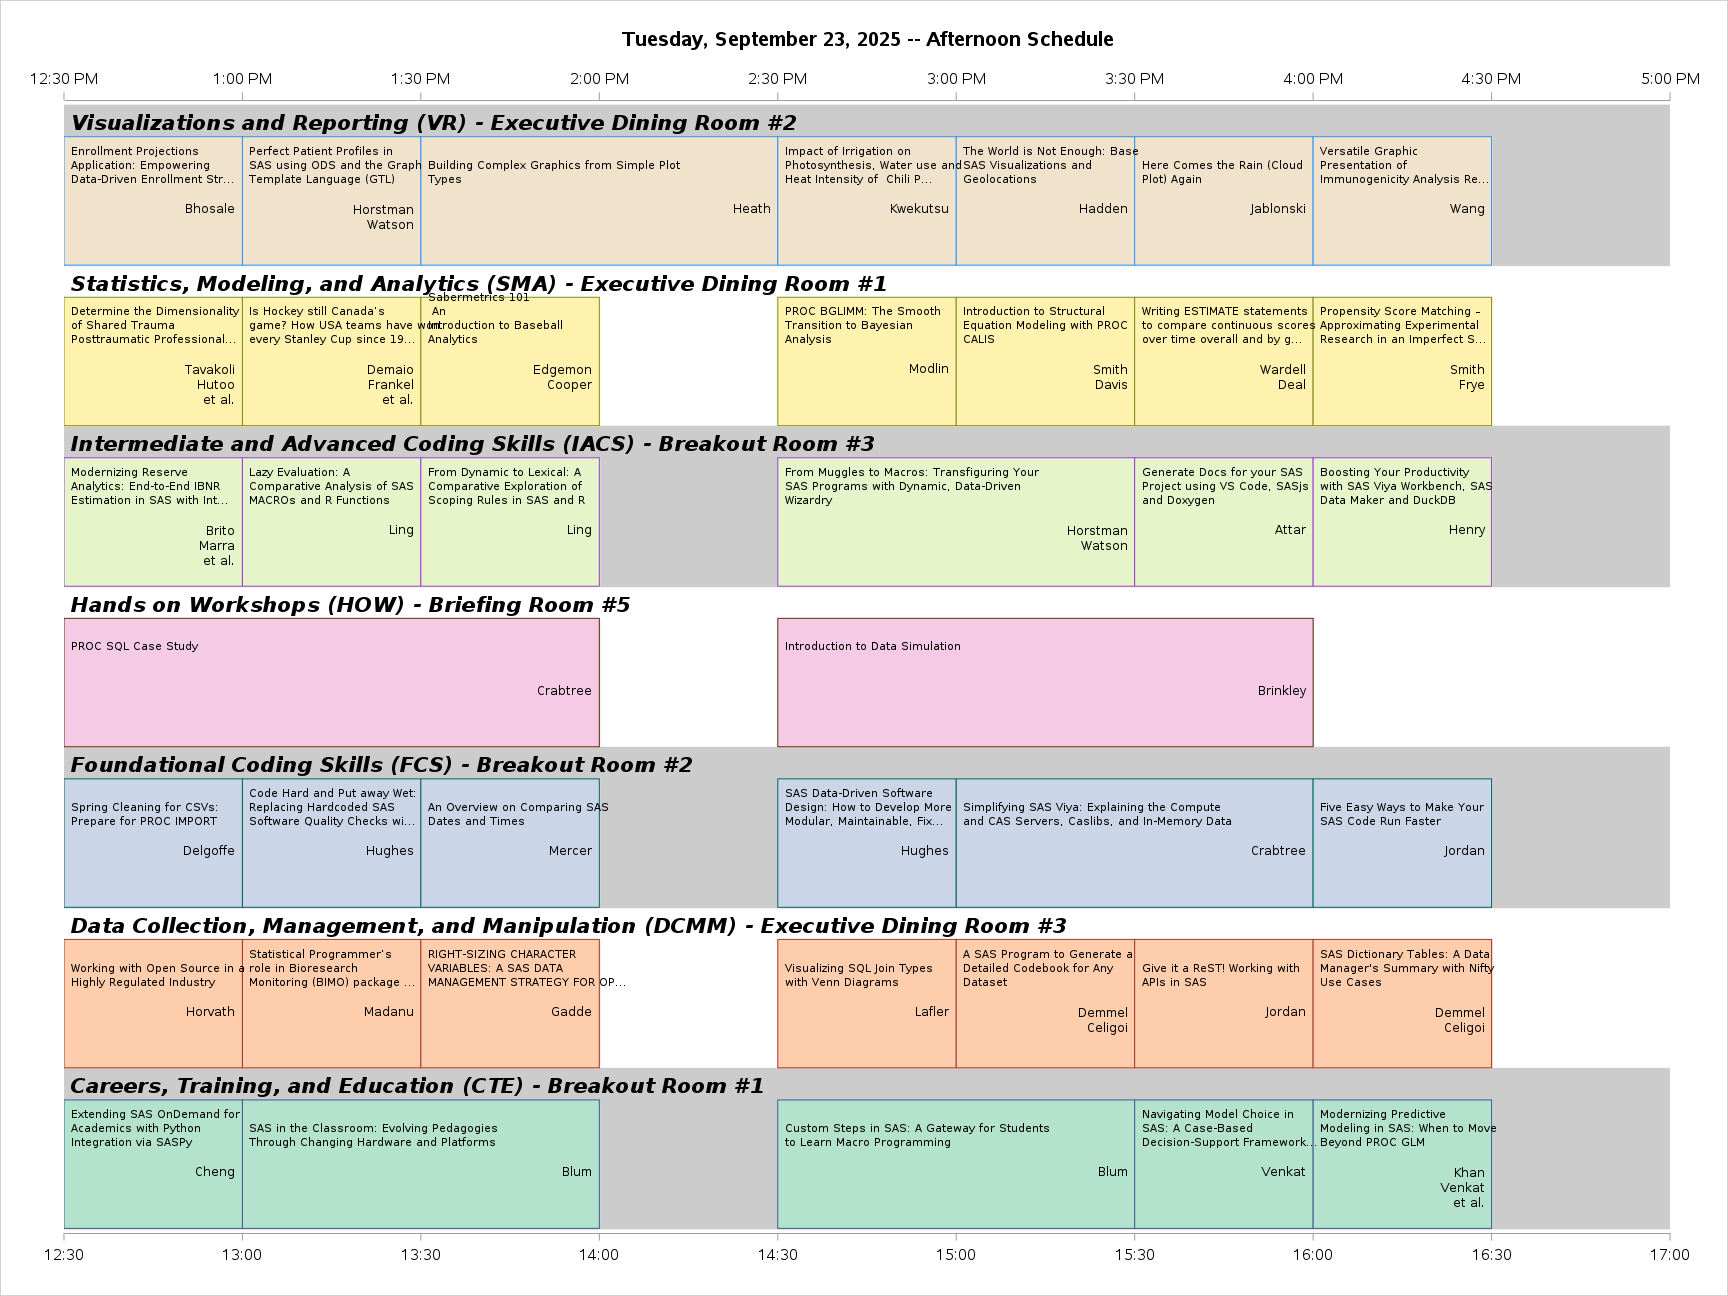 Tuesday, September 23, 2025 -- Afternoon Schedule
12:30 PM 1:00 PM 1:30 PM 2:00 PM 2:30 PM 3:00 PM 3:30 PM 4:00 PM 4:30 PM 5:00 PM
Visualizations and Reporting (VR) - Executive Dining Room #2
Enrollment Projections
Application: Empowering
Data-Driven Enrollment Str...
Bhosale
Perfect Patient Profiles in
SAS using ODS and the Graph
Template Language (GTL)
Horstman
Watson
Building Complex Graphics from Simple Plot
Types
Heath
Impact of Irrigation on
Photosynthesis, Water use and
Heat Intensity of  Chili P...
Kwekutsu
The World is Not Enough: Base
SAS Visualizations and
Geolocations
Hadden
Here Comes the Rain (Cloud
Plot) Again
Jablonski
Versatile Graphic
Presentation of
Immunogenicity Analysis Re...
Wang
Statistics, Modeling, and Analytics (SMA) - Executive Dining Room #1
Determine the Dimensionality
of Shared Trauma
Posttraumatic Professional...
Tavakoli
Hutoo
et al.
Is Hockey still Canada's
game? How USA teams have won
every Stanley Cup since 19...
Demaio
Frankel
et al.
Sabermetrics 101
An
Introduction to Baseball
Analytics
Edgemon
Cooper
PROC BGLIMM: The Smooth
Transition to Bayesian
Analysis
Modlin
Introduction to Structural
Equation Modeling with PROC
CALIS
Smith
Davis
Writing ESTIMATE statements
to compare continuous scores
over time overall and by g...
Wardell
Deal
Propensity Score Matching –
Approximating Experimental
Research in an Imperfect S...
Smith
Frye
Intermediate and Advanced Coding Skills (IACS) - Breakout Room #3
Modernizing Reserve
Analytics: End-to-End IBNR
Estimation in SAS with Int...
Brito
Marra
et al.
Lazy Evaluation: A
Comparative Analysis of SAS
MACROs and R Functions
Ling
From Dynamic to Lexical: A
Comparative Exploration of
Scoping Rules in SAS and R
Ling
From Muggles to Macros: Transfiguring Your
SAS Programs with Dynamic, Data-Driven
Wizardry
Horstman
Watson
Generate Docs for your SAS
Project using VS Code, SASjs
and Doxygen
Attar
Boosting Your Productivity
with SAS Viya Workbench, SAS
Data Maker and DuckDB
Henry
Hands on Workshops (HOW) - Briefing Room #5
PROC SQL Case Study
Crabtree
Introduction to Data Simulation
Brinkley
Foundational Coding Skills (FCS) - Breakout Room #2
Spring Cleaning for CSVs:
Prepare for PROC IMPORT
Delgoffe
Code Hard and Put away Wet:
Replacing Hardcoded SAS
Software Quality Checks wi...
Hughes
An Overview on Comparing SAS
Dates and Times
Mercer
SAS Data-Driven Software
Design: How to Develop More
Modular, Maintainable, Fix...
Hughes
Simplifying SAS Viya: Explaining the Compute
and CAS Servers, Caslibs, and In-Memory Data
Crabtree
Five Easy Ways to Make Your
SAS Code Run Faster
Jordan
Data Collection, Management, and Manipulation (DCMM) - Executive Dining Room #3
Working with Open Source in a
Highly Regulated Industry
Horvath
Statistical Programmer's
role in Bioresearch
Monitoring (BIMO) package ...
Madanu
RIGHT-SIZING CHARACTER
VARIABLES: A SAS DATA
MANAGEMENT STRATEGY FOR OP...
Gadde
Visualizing SQL Join Types
with Venn Diagrams
Lafler
A SAS Program to Generate a
Detailed Codebook for Any
Dataset
Demmel
Celigoi
Give it a ReST! Working with
APIs in SAS
Jordan
SAS Dictionary Tables: A Data
Manager's Summary with Nifty
Use Cases
Demmel
Celigoi
Careers, Training, and Education (CTE) - Breakout Room #1
Extending SAS OnDemand for
Academics with Python
Integration via SASPy
Cheng
SAS in the Classroom: Evolving Pedagogies
Through Changing Hardware and Platforms
Blum
Custom Steps in SAS: A Gateway for Students
to Learn Macro Programming
Blum
Navigating Model Choice in
SAS: A Case-Based
Decision-Support Framework...
Venkat
Modernizing Predictive
Modeling in SAS: When to Move
Beyond PROC GLM
Khan
Venkat
et al.
12:30 13:00 13:30 14:00 14:30 15:00 15:30 16:00 16:30 17:00